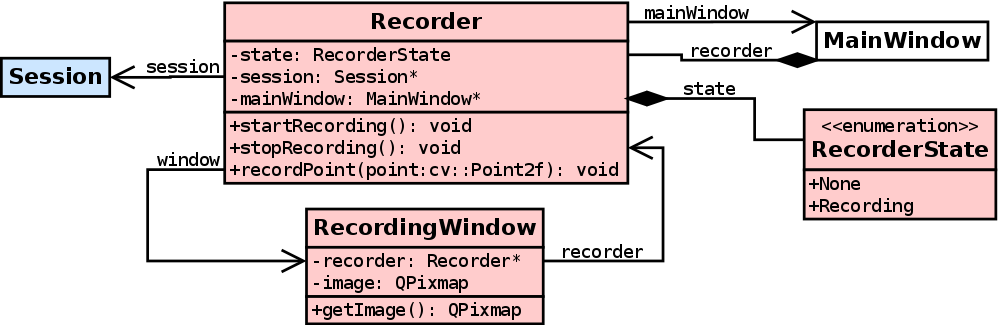 Recorder
-state: RecorderState
-session: Session*
-mainWindow: MainWindow*
+startRecording(): void
+stopRecording(): void
+recordPoint(point:cv::Point2f): void
mainWindow
MainWindow
recorder
session
Session
state
<<enumeration>>
RecorderState
+None
+Recording
window
RecordingWindow
-recorder: Recorder*
-image: QPixmap
+getImage(): QPixmap
recorder